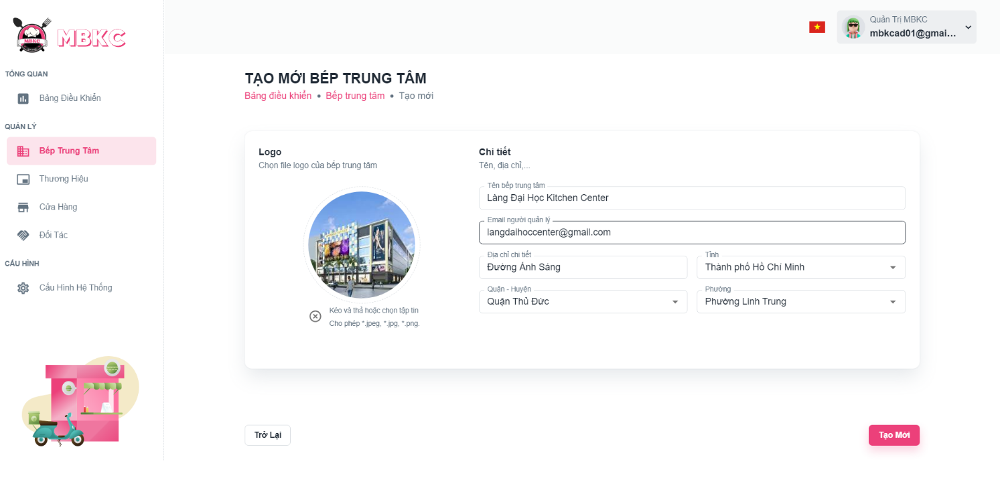 MBKC
MBKC
TỔNG QUAN
Bảng Điều Khiển
QUẢN LÝ
Bếp Trung Tâm
Thương Hiệu
Cửa Hàng
Đối Tác
CẤU HÌNH
Cấu Hình Hệ Thống
Quản Trị MBKC
mbkcad01@gmai...
TẠO MỚI BẾP TRUNG TÂM
Bảng điều khiển • Bếp trung tâm • Tạo mới
Logo
Chọn file logo của bếp trung tâm
Kéo và thả hoặc chọn tập tin
Cho phép *.jpeg, *.jpg, *.png.
Chi tiết
Tên, địa chỉ,...
Tên bếp trung tâm
Làng Đại Học Kitchen Center
Email người quản lý
langdaihoccenter@gmail.com
Địa chỉ chi tiết
Đường Ánh Sáng
Tỉnh
Thành phố Hồ Chí Minh
Quận - Huyện
Quận Thủ Đức
Phường
Phường Linh Trung
Trở Lại
Tạo Mới